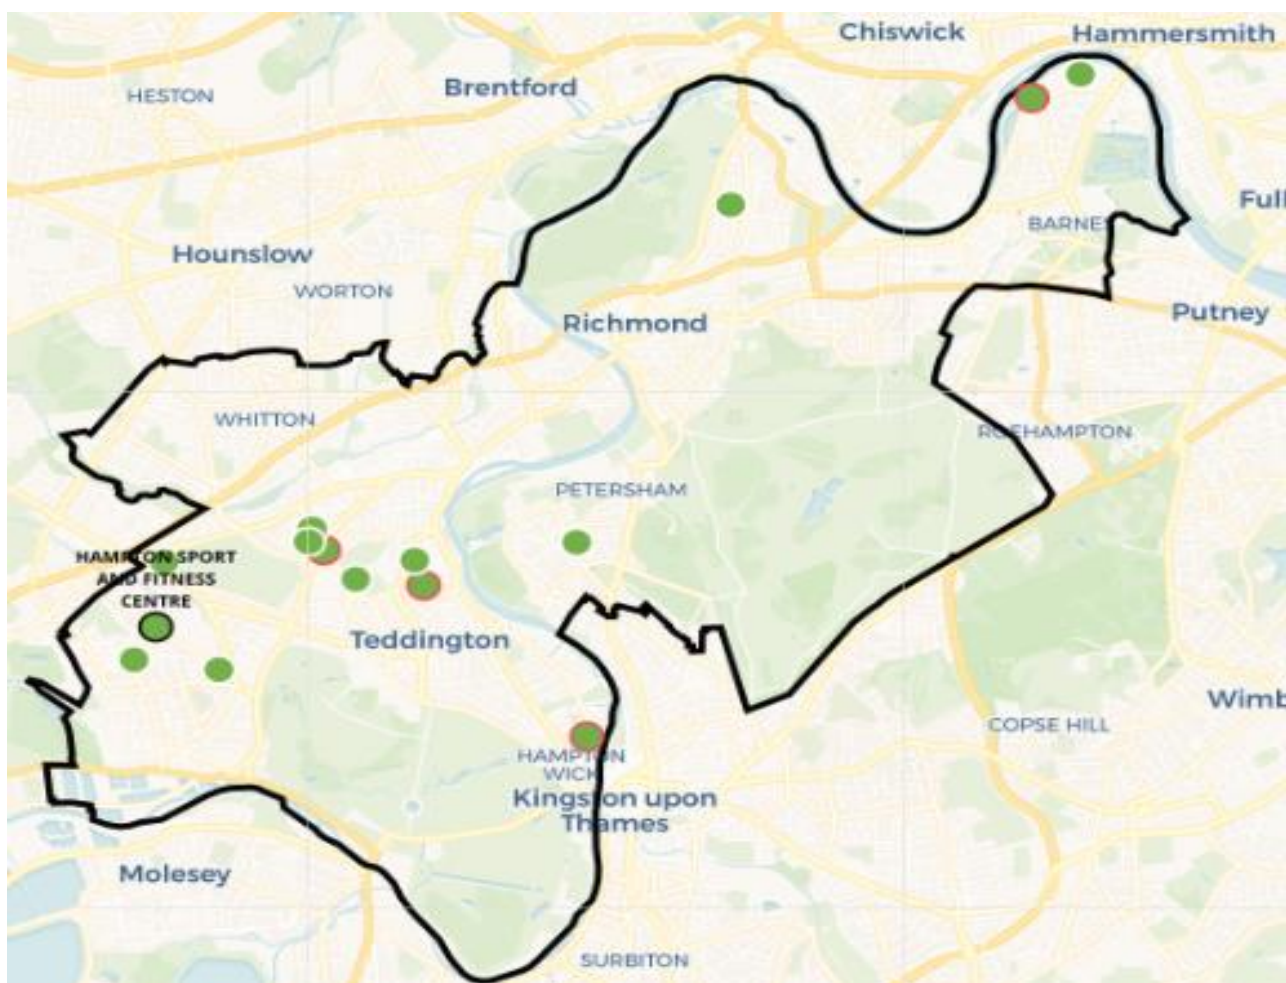 Chiswick
Hammersmith
Brentford
HESTON
Full
BARNES
Hounslow
WORTON
Richmond
Putney
WHITTON
ROEHAMPTON
PETERSHAM
HAMPTON SPORT
AND FITNESS
CENTRE
Teddington
Wimb
COPSE HILL
HAMPTON
WICK
Kingston upon
Thames
Molesey
SURBITON